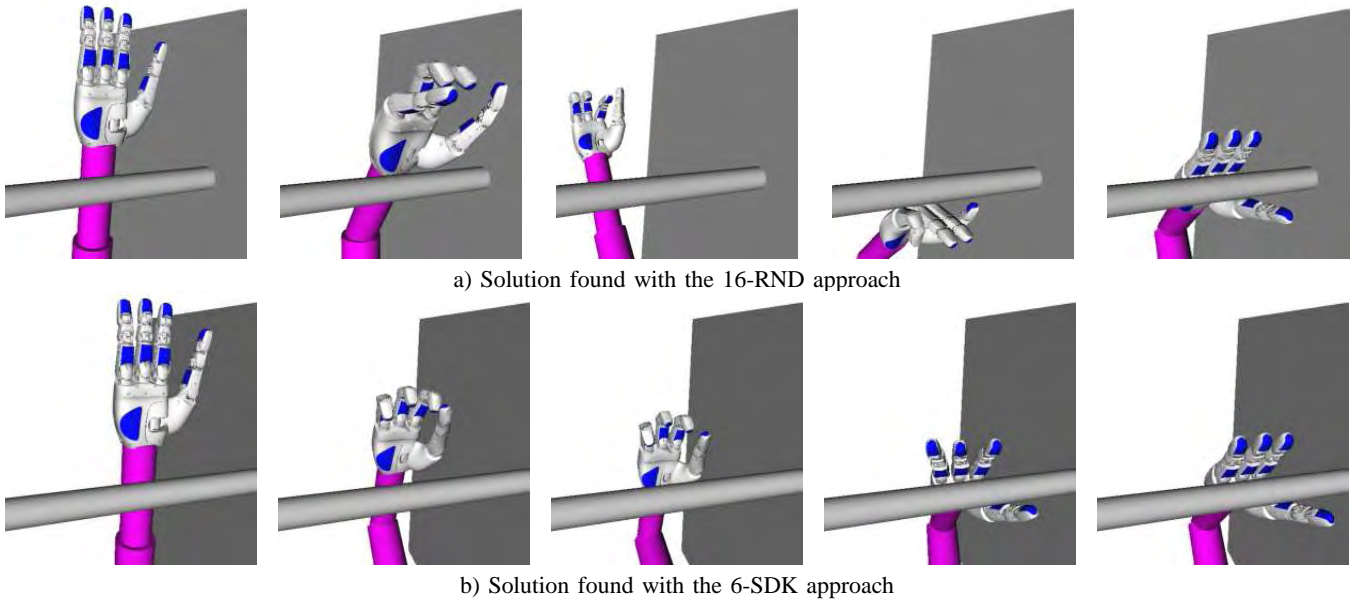 a) Solution found with the 16-RND approach
b) Solution found with the 6-SDK approach